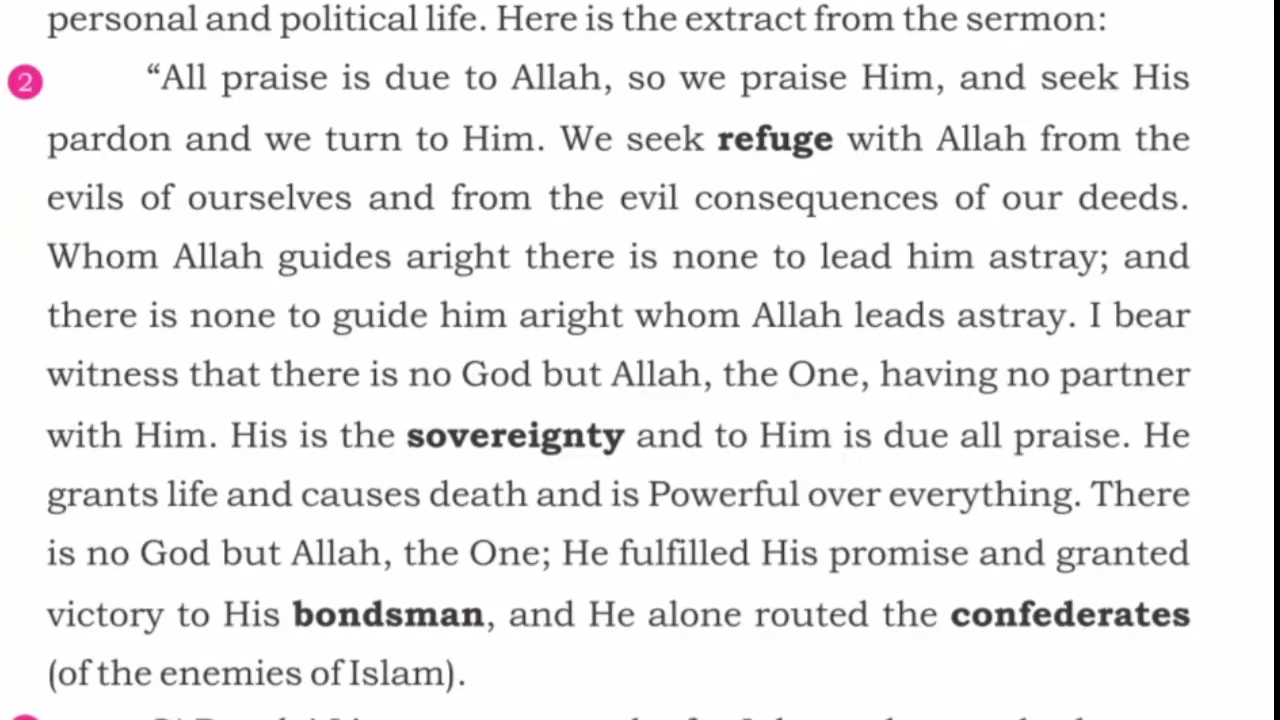 personal and political life. Here is the extract from the sermon:
2 “All praise is due to Allah, so we praise Him, and seek His
pardon and we turn to Him. We seek refuge with Allah from the
evils of ourselves and from the evil consequences of our deeds.
Whom Allah guides aright there is none to lead him astray; and
there is none to guide him aright whom Allah leads astray. I bear
witness that there is no God but Allah, the One, having no partner
with Him. His is the sovereignty and to Him is due all praise. He
grants life and causes death and is Powerful over everything. There
is no God but Allah, the One; He fulfilled His promise and granted
victory to His bondsman, and He alone routed the confederates
(of the enemies of Islam).